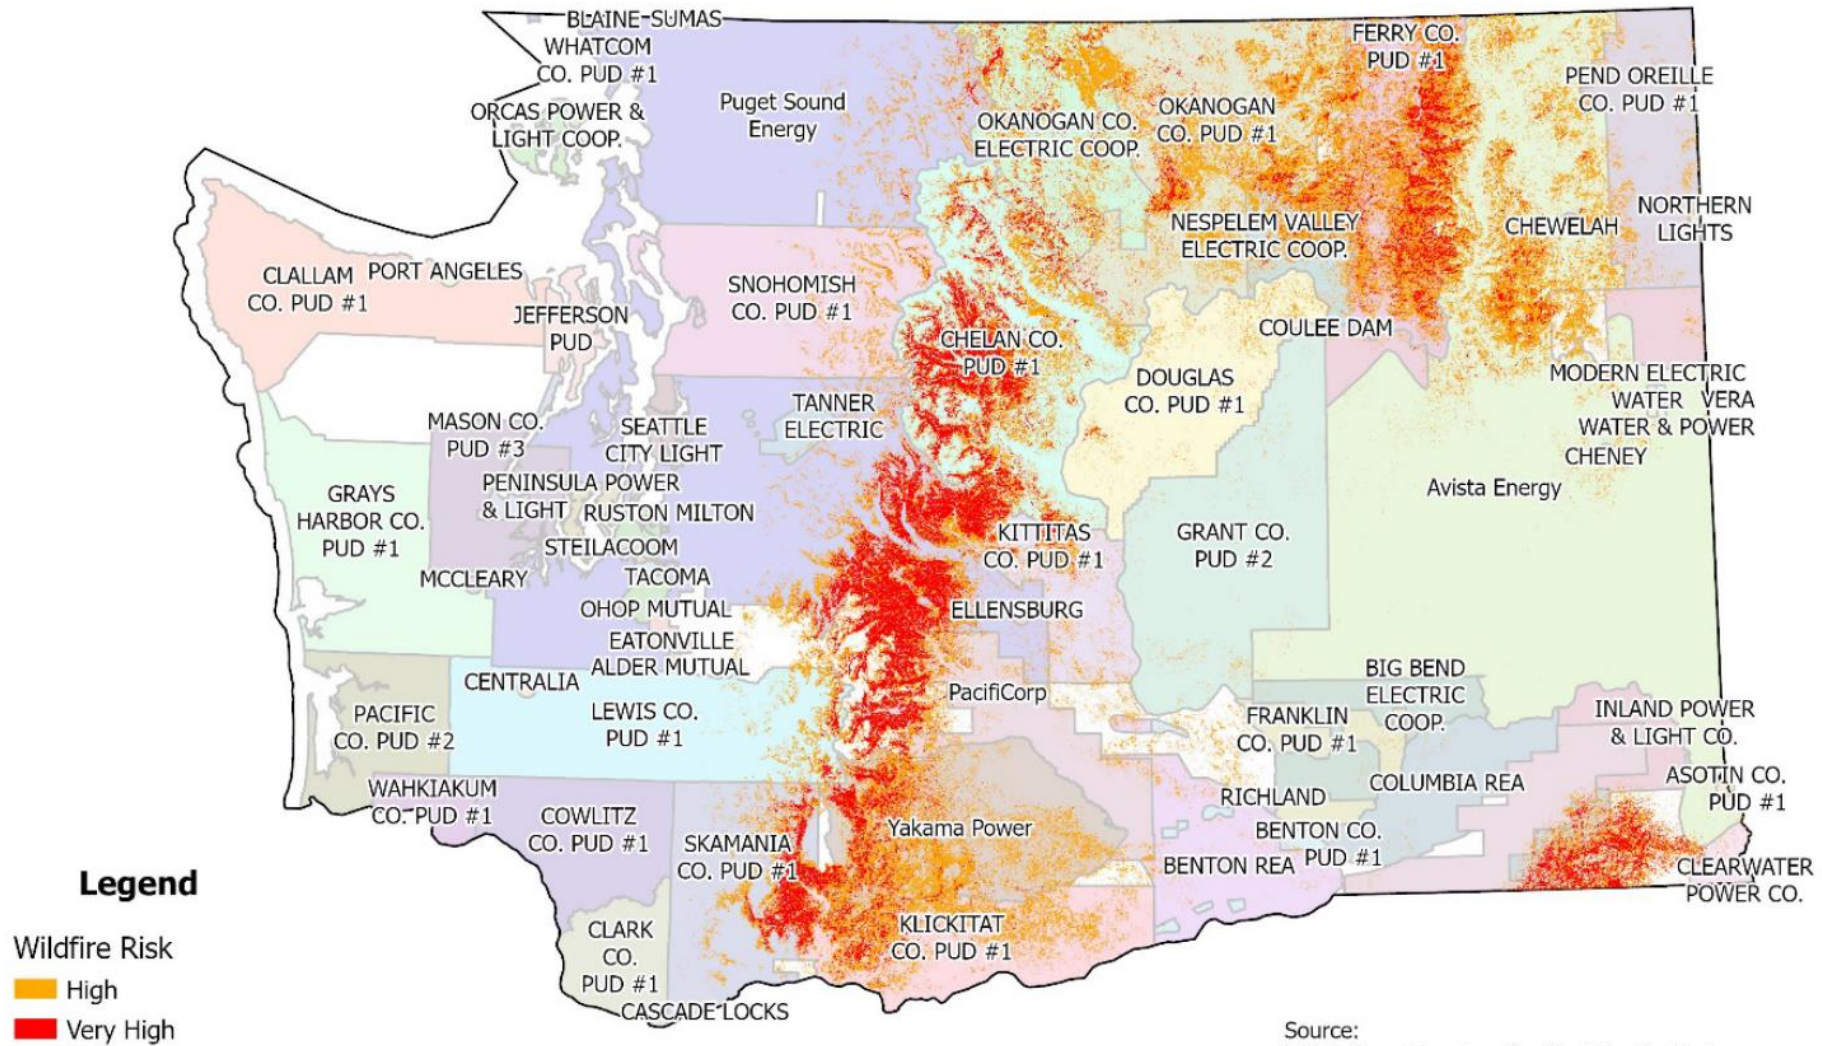 BLAINE-SUMAS
WHATCOM
CO. PUD #1
ORCAS POWER &
LIGHT COOP.
Puget Sound
Energy
OKANOGAN CO.
ELECTRIC COOP.
OKANOGAN
CO. PUD #1
FERRY CO.
PUD #1
PEND OREILLE
CO. PUD #1
NESPELEM VALLEY
ELECTRIC COOP.
CHEWELAH
NORTHERN
LIGHTS
CLALLAM
CO. PUD #1
PORT ANGELES
JEFFERSON
PUD
SNOHOMISH
CO. PUD #1
CHELAN CO.
PUD #1
COULEE DAM
DOUGLAS
CO. PUD #1
MODERN ELECTRIC
WATER VERA
WATER & POWER
CHENEY
MASON CO.
PUD #3
SEATTLE
CITY LIGHT
TANNER
ELECTRIC
PENINSULA POWER
& LIGHT
RUSTON MILTON
GRAYS
HARBOR CO.
PUD #1
STEILACOOM
MCCLEARY
TACOMA
OHOP MUTUAL
EATONVILLE
ALDER MUTUAL
KITTITAS
CO. PUD #1
ELLENSBURG
GRANT CO.
PUD #2
Avista Energy
CENTRALIA
PACIFIC
CO. PUD #2
LEWIS CO.
PUD #1
PacifiCorp
BIG BEND
ELECTRIC
COOP.
FRANKLIN
CO. PUD #1
INLAND POWER
& LIGHT CO.
WAHKIAKUM
CO. PUD #1
COWLITZ
CO. PUD #1
SKAMANIA
CO. PUD #1
Yakama Power
RICHLAND
COLUMBIA REA
ASOTIN CO.
PUD #1
BENTON CO.
PUD #1
BENTON REA
CLEARWATER
POWER CO.
CLARK
CO.
PUD #1
KLICKITAT
CO. PUD #1
CASCADE LOCKS
Legend
Wildfire Risk
High
Very High
Source: